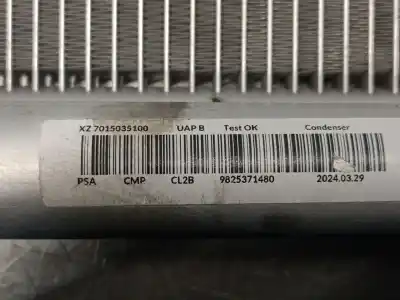 XZ 7015035100 UAP B Test OK Condenser
PSA CMP CL2B 9825371480 2024.03.29